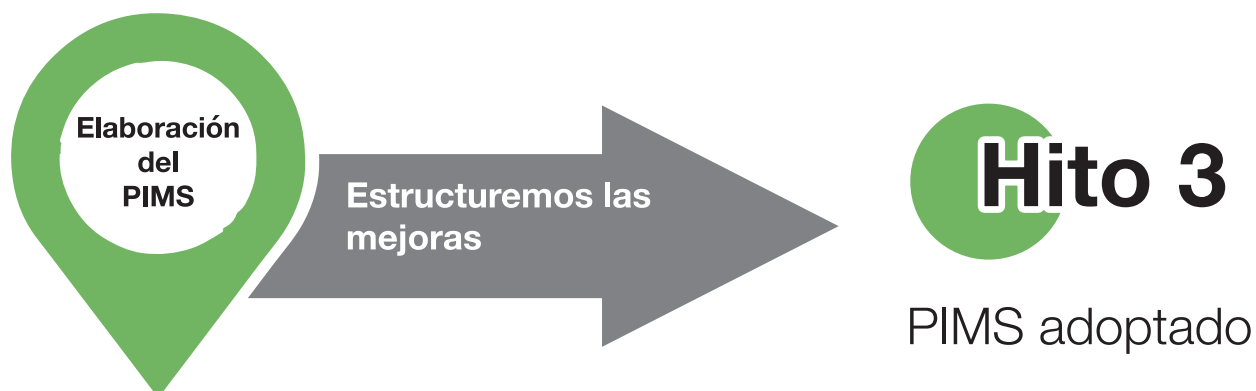 Elaboración
del
PIMS
Estructuremos las
mejoras
Hito 3
PIMS adoptado